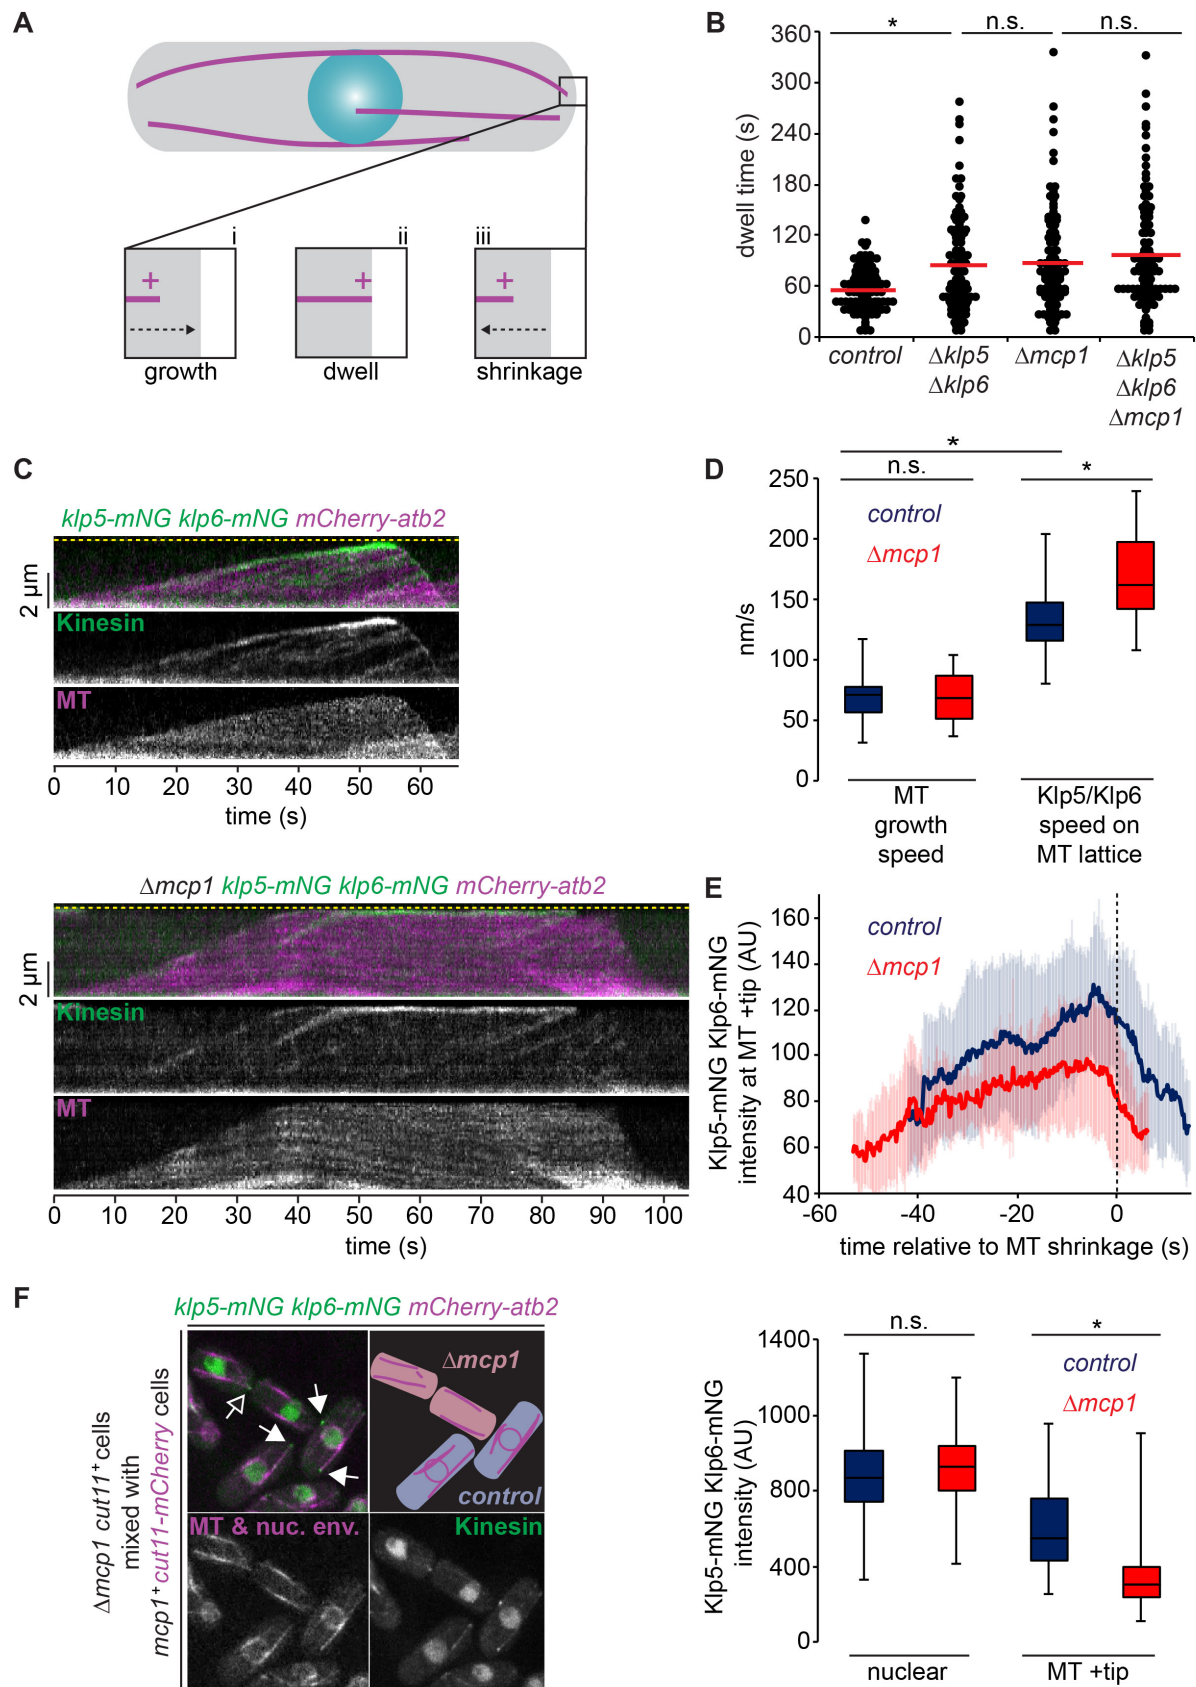 A
i
ii
iii
+
+
+
growth
dwell
shrinkage
B
dwell time (s)
360
300
240
180
120
60
0
*
n.s.
n.s.
control
Δklp5
Δklp6
Δmcp1
Δklp5
Δklp6
Δmcp1
C
klp5-mNG klp6-mNG mCherry-atb2
2 μm
Kinesin
MT
0 10 20 30 40 50 60
time (s)
Δmcp1 klp5-mNG klp6-mNG mCherry-atb2
2 μm
Kinesin
MT
0 10 20 30 40 50 60 70 80 90 100
time (s)
D
*
n.s.
*
nm/s
250
200
150
100
50
0
control
Δmcp1
MT
growth
speed
Klp5/Klp6
speed on
MT lattice
E
Klp5-mNG Klp6-mNG
intensity at MT +tip (AU)
160
140
120
100
80
60
40
control
Δmcp1
-60 -40 -20 0
time relative to MT shrinkage (s)
F
klp5-mNG klp6-mNG mCherry-atb2
Δmcp1 cut11+ cells
mixed with
mcp1+ cut11-mCherry cells
Δmcp1
control
MT & nuc. env.
Kinesin
Klp5-mNG Klp6-mNG
intensity (AU)
1400
1000
800
400
0
n.s.
*
control
Δmcp1
nuclear
MT +tip